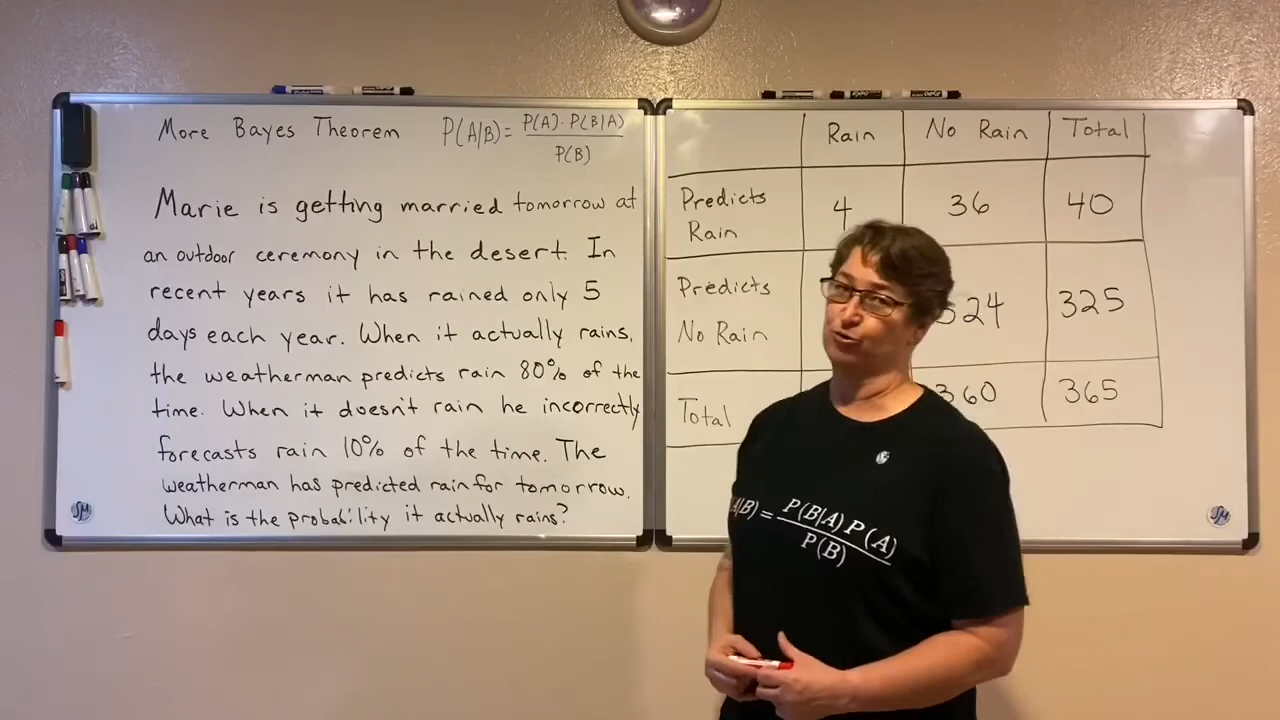 More Bayes Theorem P(A|B)= P(A)·P(B|A)
P(B)
Marie is getting married tomorrow at
an outdoor ceremony in the desert. In
recent years it has rained only 5
days each year. When it actually rains,
the weatherman predicts rain 80% of the
time. When it doesn't rain he incorrectly
forecasts rain 10% of the time. The
weatherman has predicted rain for tomorrow.
What is the probability it actually rains?
SM
Rain No Rain Total
Predicts
Rain 4 36 40
Predicts
No Rain 324 325
Total 360 365
SM
A|B) = P(B|A) P(A)
P(B)
EXPO